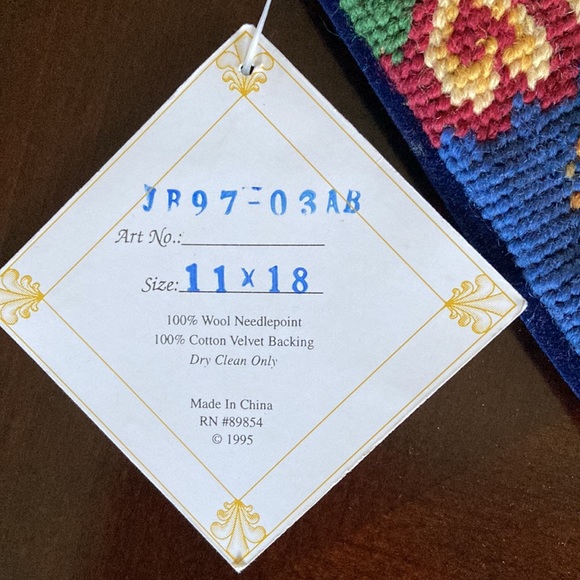 JR97-03AB
Art No.:
Size: 11 x 18
100% Wool Needlepoint
100% Cotton Velvet Backing
Dry Clean Only
Made In China
RN #89854
© 1995